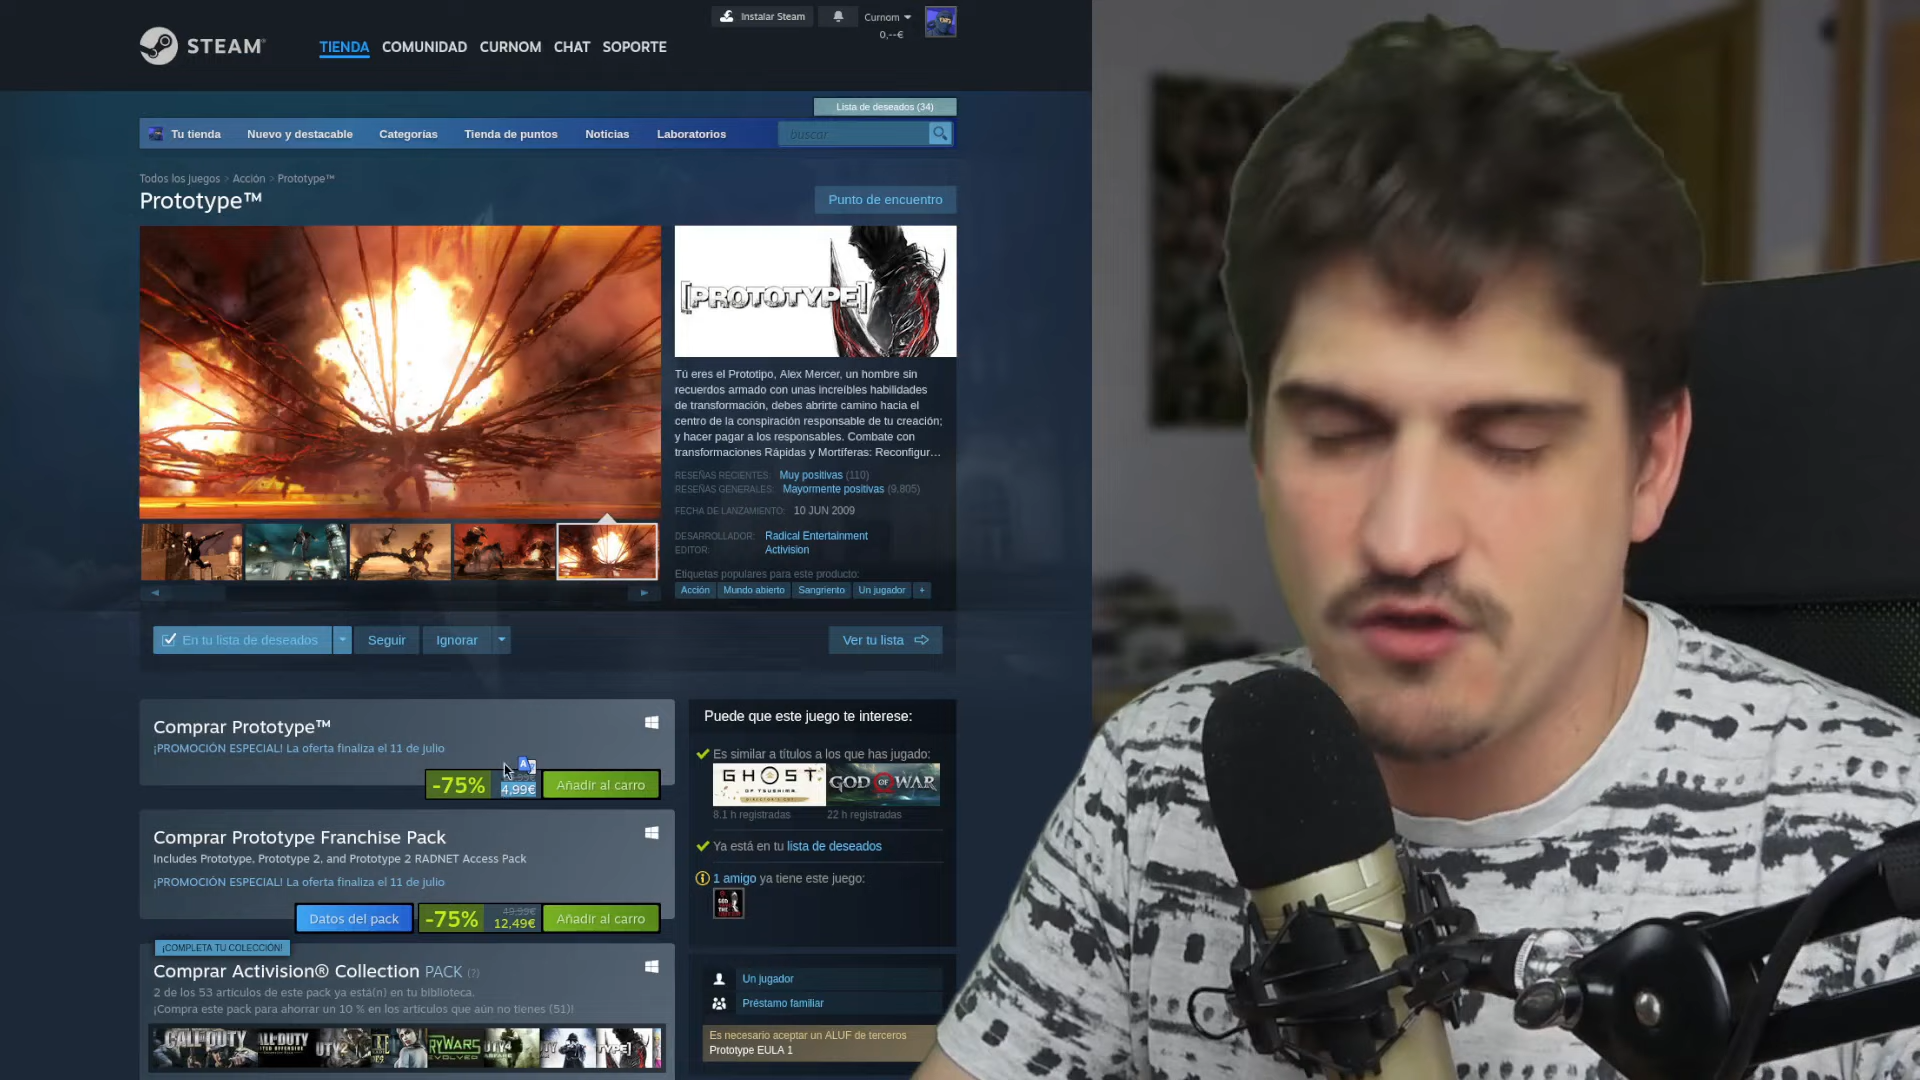 Instalar Steam
Curnom
0,--€
STEAM®
TIENDA COMUNIDAD CURNOM CHAT SOPORTE
Lista de deseados (34)
Tu tienda Nuevo y destacable Categorías Tienda de puntos Noticias Laboratorios buscar
Todos los juegos > Acción > Prototype™
Prototype™
Punto de encuentro
[PROTOTYPE]
Tú eres el Prototipo, Alex Mercer, un hombre sin
recuerdos armado con unas increíbles habilidades
de transformación, debes abrirte camino hacia el
centro de la conspiración responsable de tu creación;
y hacer pagar a los responsables. Combate con
transformaciones Rápidas y Mortíferas: Reconfigur...
RESEÑAS RECIENTES: Muy positivas (110)
RESEÑAS GENERALES: Mayormente positivas (9.805)
FECHA DE LANZAMIENTO: 10 JUN 2009
DESARROLLADOR: Radical Entertainment
EDITOR: Activision
Etiquetas populares para este producto:
Acción Mundo abierto Sangriento Un jugador +
En tu lista de deseados Seguir Ignorar Ver tu lista
Comprar Prototype™
¡PROMOCIÓN ESPECIAL! La oferta finaliza el 11 de julio
-75% 4,99€ Añadir al carro
Comprar Prototype Franchise Pack
Includes Prototype, Prototype 2, and Prototype 2 RADNET Access Pack
¡PROMOCIÓN ESPECIAL! La oferta finaliza el 11 de julio
Datos del pack -75% 49,99€ 12,49€ Añadir al carro
¡COMPLETA TU COLECCIÓN!
Comprar Activision® Collection PACK (?)
2 de los 53 artículos de este pack ya está(n) en tu biblioteca.
¡Compra este pack para ahorrar un 10 % en los artículos que aún no tienes (51)!
CALL OF DUTY
Puede que este juego te interese:
Es similar a títulos a los que has jugado:
GHOST OF TSUSHIMA GOD OF WAR
8.1 h registradas 22 h registradas
Ya está en tu lista de deseados
1 amigo ya tiene este juego:
Un jugador
Préstamo familiar
Es necesario aceptar un ALUF de terceros
Prototype EULA 1